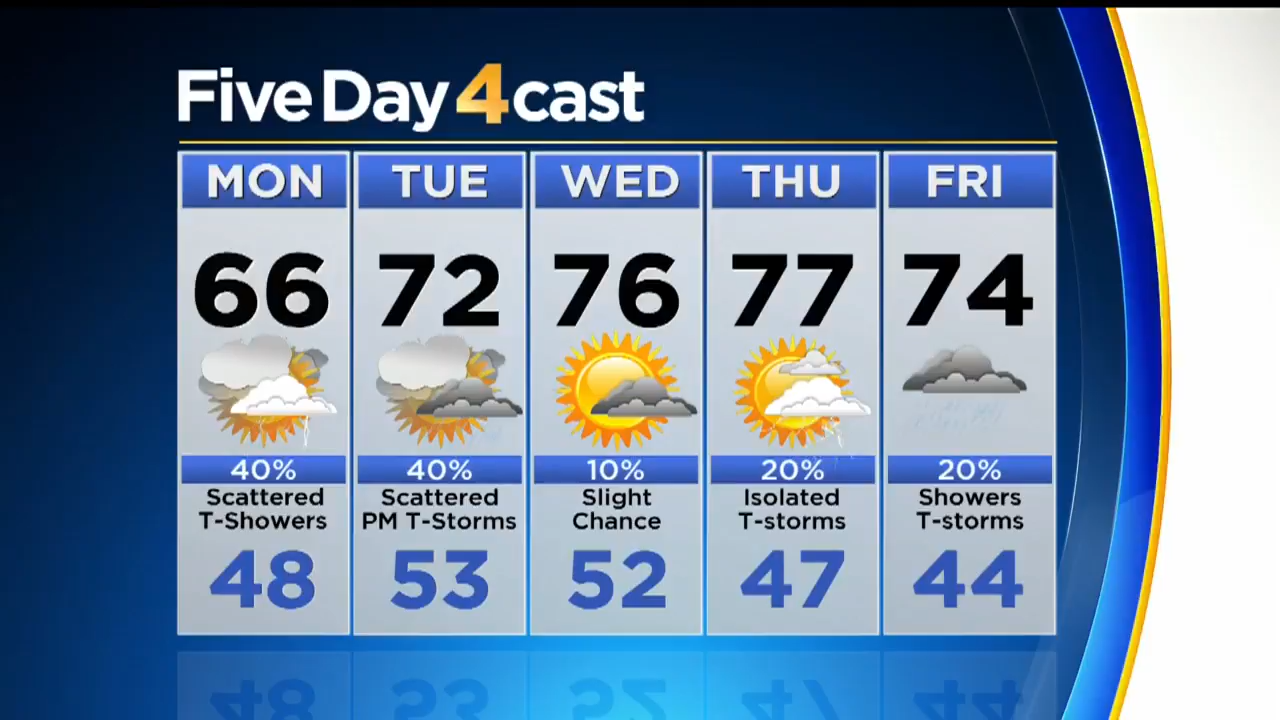 Five Day 4cast
MON TUE WED THU FRI
66 72 76 77 74
40% 40% 10% 20% 20%
Scattered Scattered Slight Isolated Showers
T-Showers PM T-Storms Chance T-storms T-storms
48 53 52 47 44